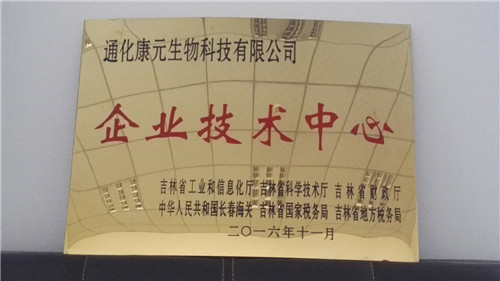 通化康元生物科技有限公司
企业技术中心
吉林省工业和信息化厅 吉林省科学技术厅 吉林省财政厅
中华人民共和国长春海关 吉林省国家税务局 吉林省地方税务局
二〇一六年十一月